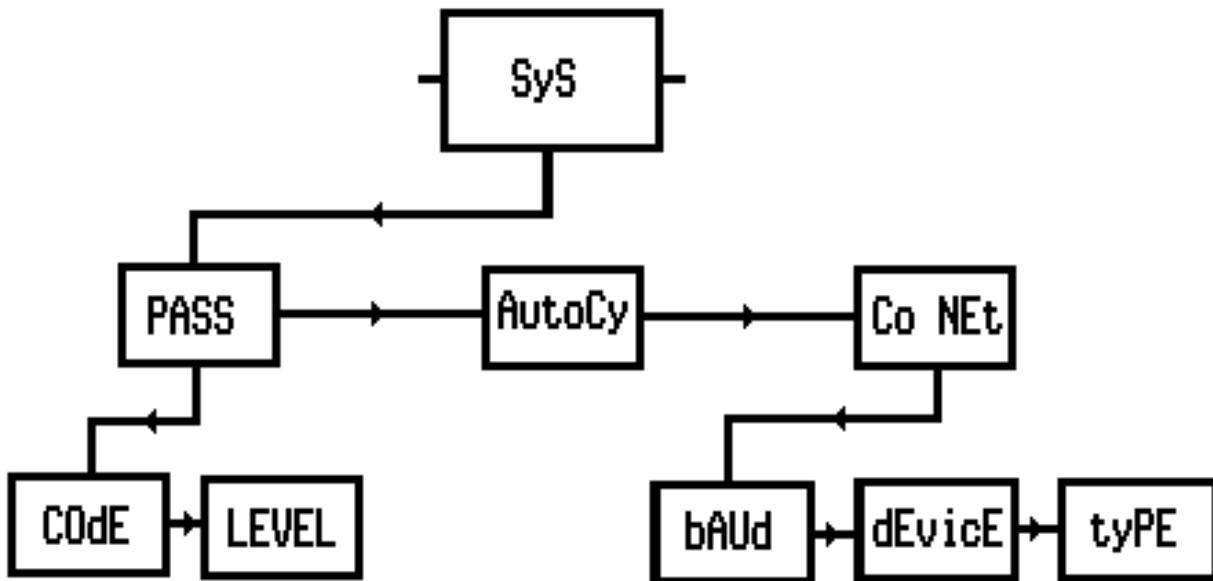 SyS
PASS
AutoCy
Co NEt
COdE
LEVEL
bAUd
dEvicE
tyPE